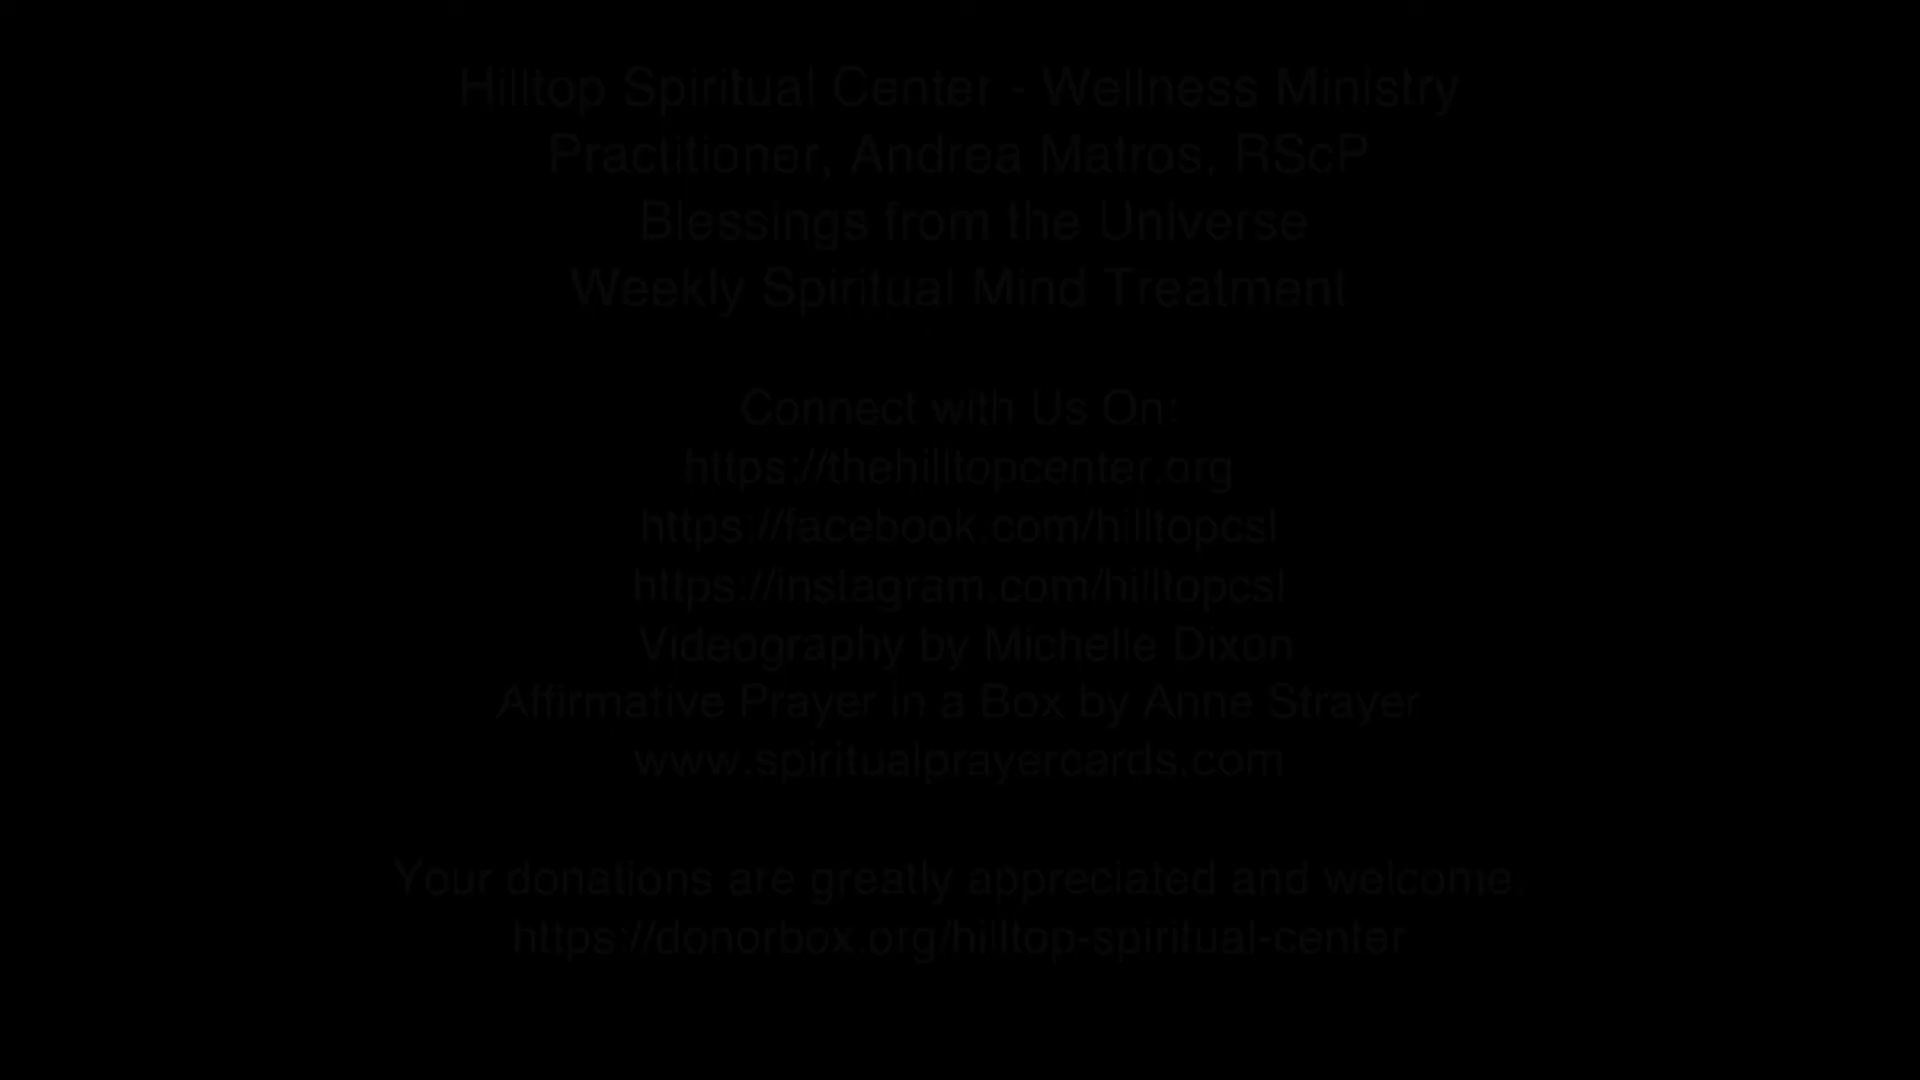 Hilltop Spiritual Center - Wellness Ministry
Practitioner, Andrea Matros, RScP
Blessings from the Universe
Weekly Spiritual Mind Treatment
Connect with Us On:
https://thehilltopcenter.org
https://facebook.com/hilltopcsl
https://instagram.com/hilltopcsl
Videography by Michelle Dixon
Affirmative Prayer in a Box by Anne Strayer
www.spiritualprayercards.com
Your donations are greatly appreciated and welcome:
https://donorbox.org/hilltop-spiritual-center